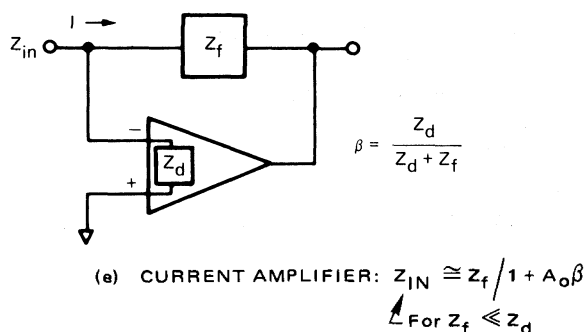 I →
Z_in
Z_f
−
Z_d
+
β = Z_d / Z_d + Z_f
(e) CURRENT AMPLIFIER: Z_IN ≅ Z_f / 1 + A_oβ
For Z_f ≪ Z_d